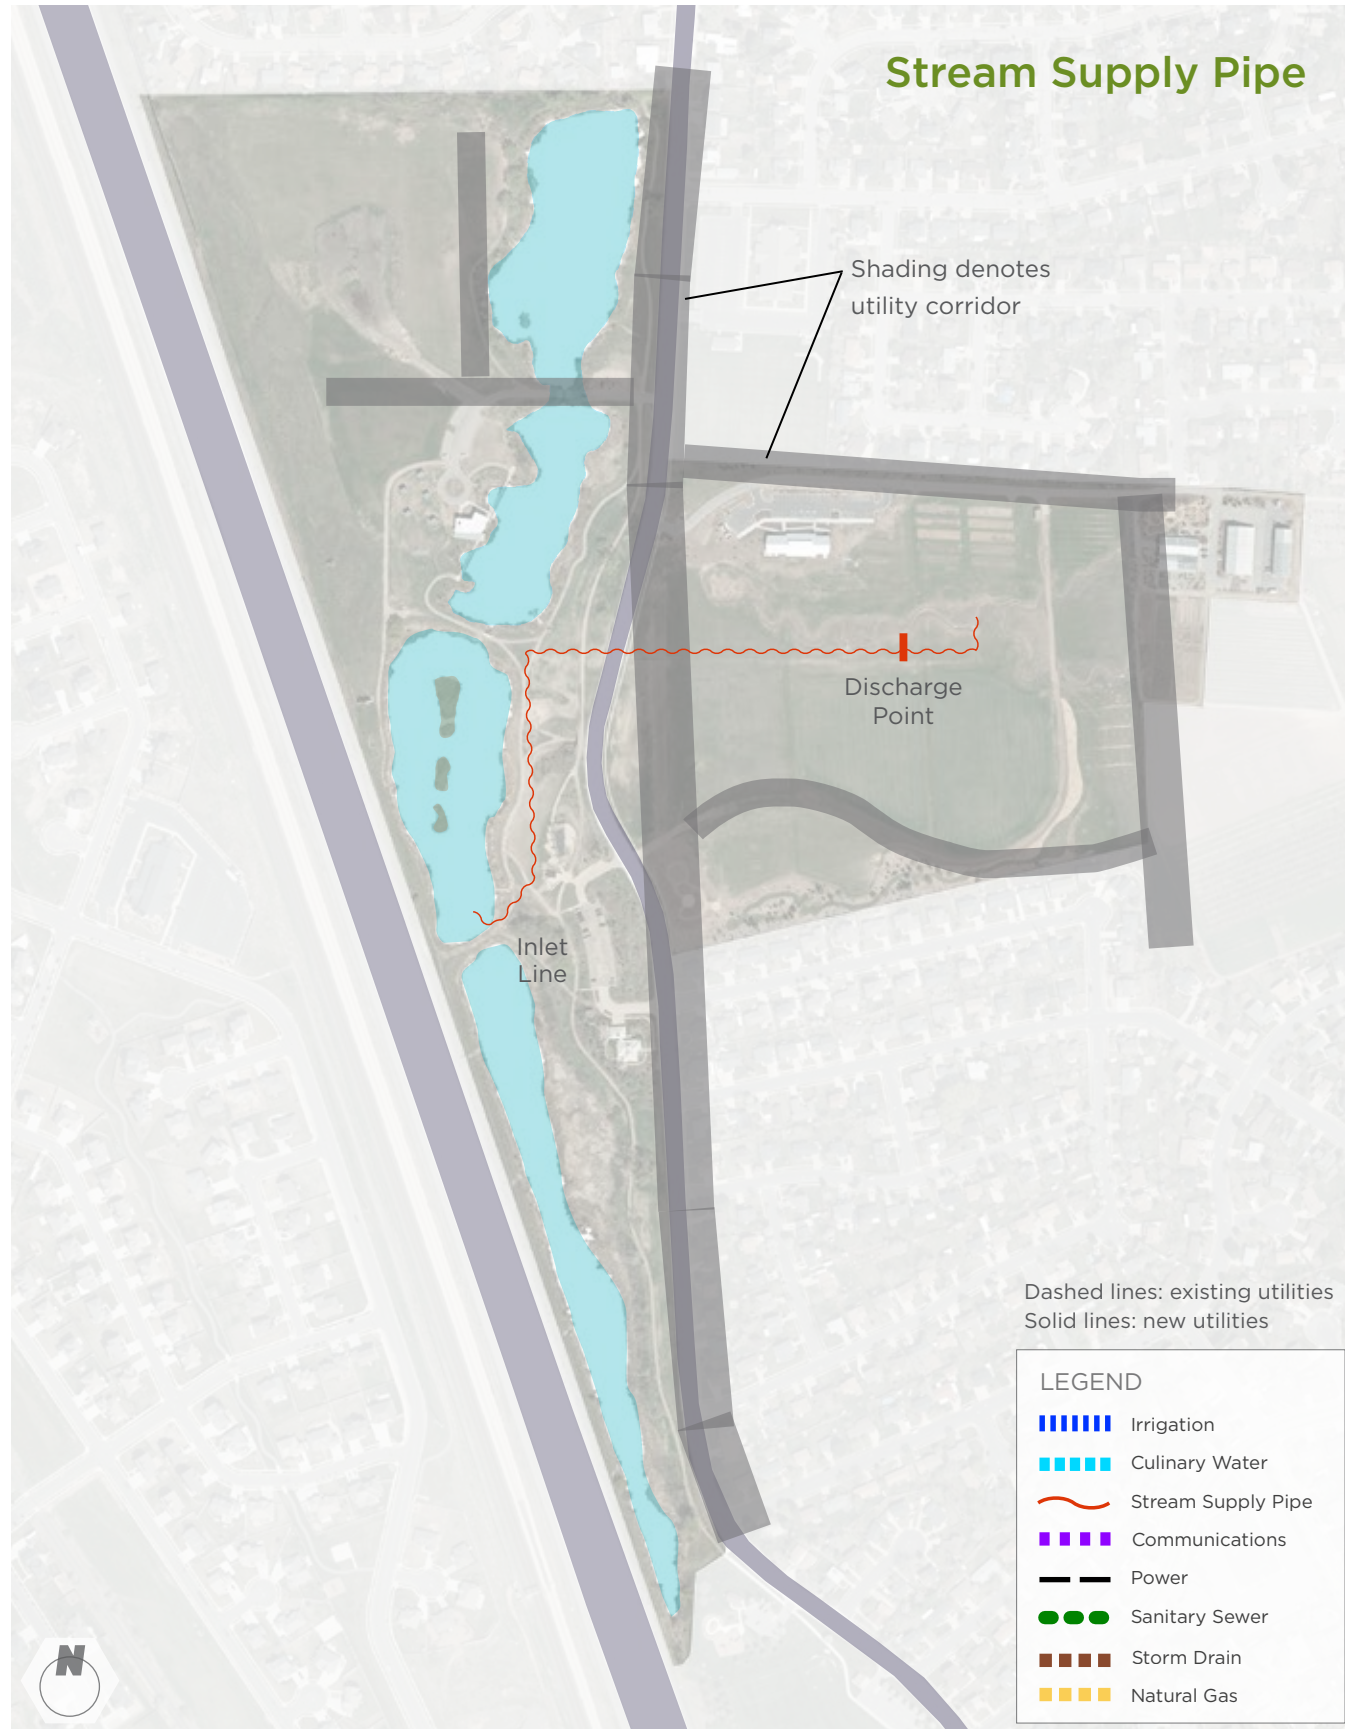 Stream Supply Pipe
Shading denotes
utility corridor
Discharge
Point
Inlet
Line
Dashed lines: existing utilities
Solid lines: new utilities
LEGEND
Irrigation
Culinary Water
Stream Supply Pipe
Communications
Power
Sanitary Sewer
Storm Drain
Natural Gas
N